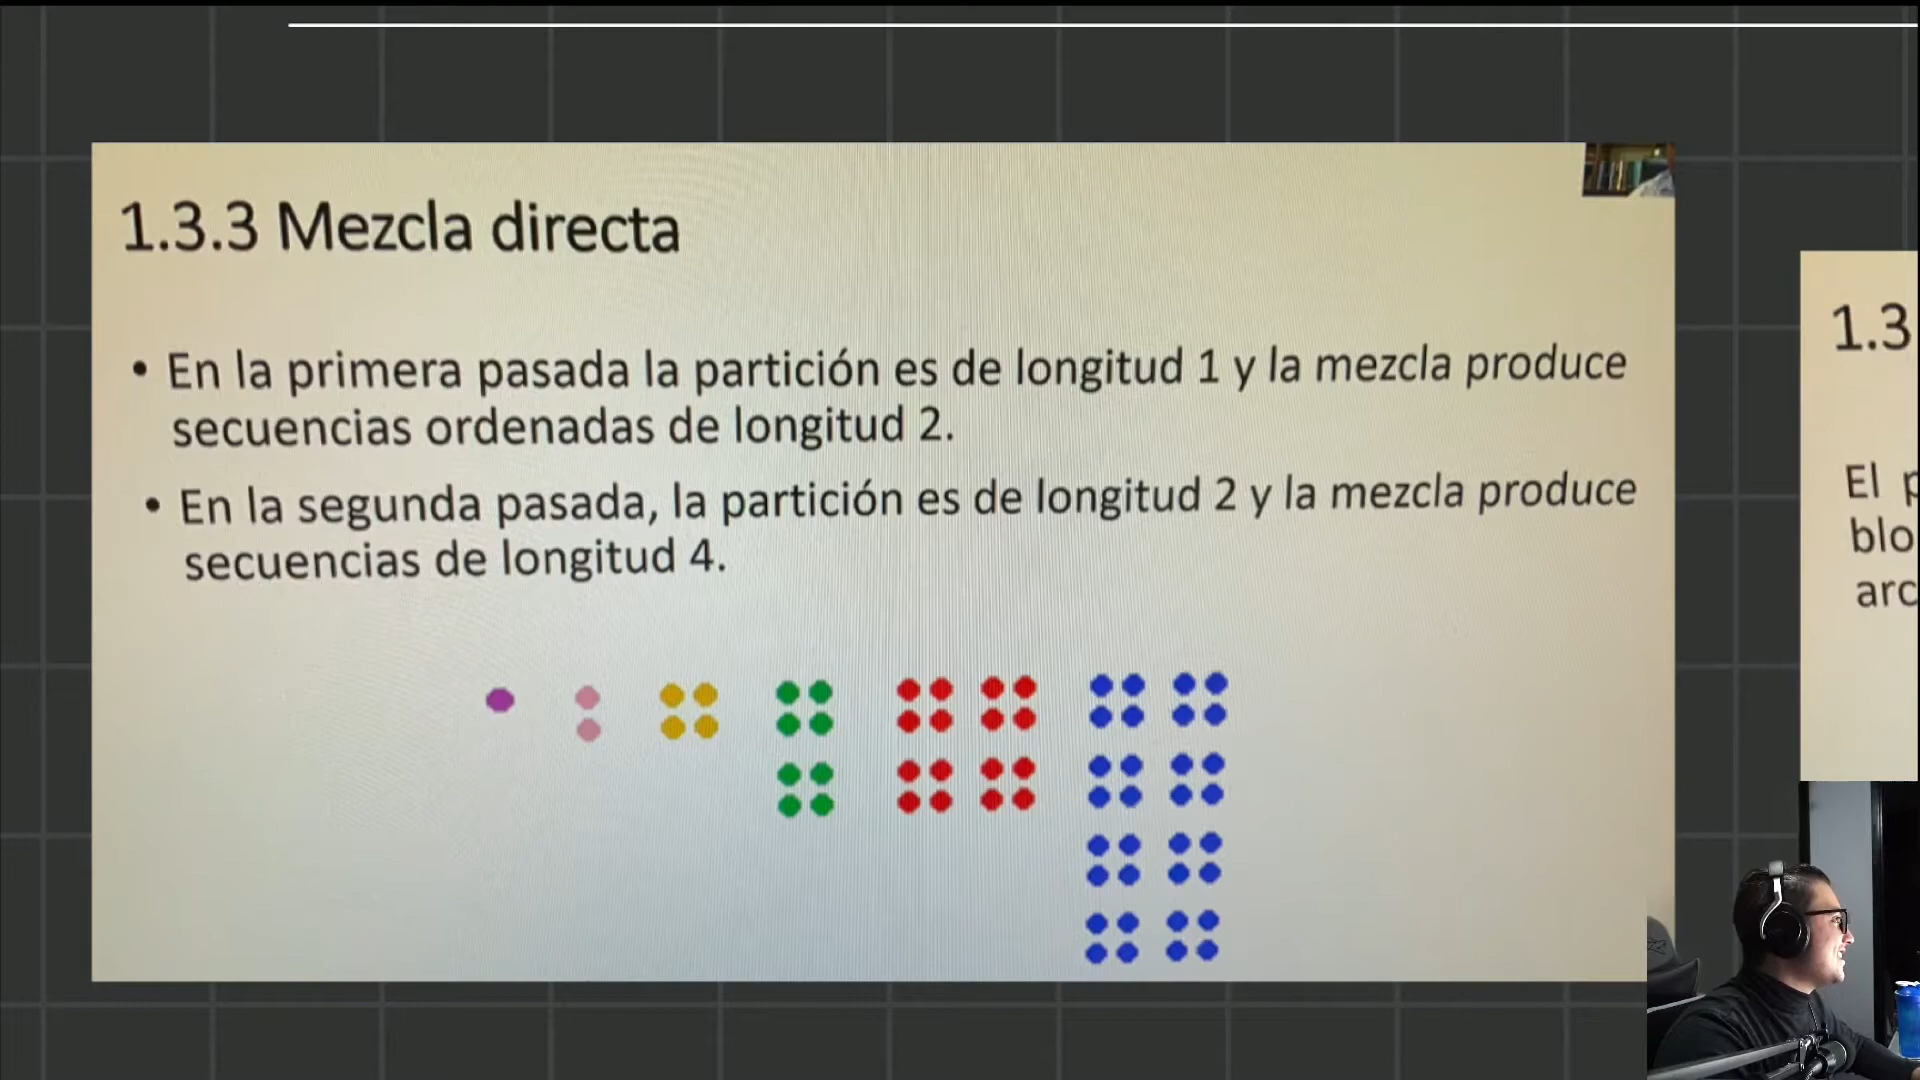 1.3.3 Mezcla directa
• En la primera pasada la partición es de longitud 1 y la mezcla produce
secuencias ordenadas de longitud 2.
• En la segunda pasada, la partición es de longitud 2 y la mezcla produce
secuencias de longitud 4.
1.3
El p
blo
arc